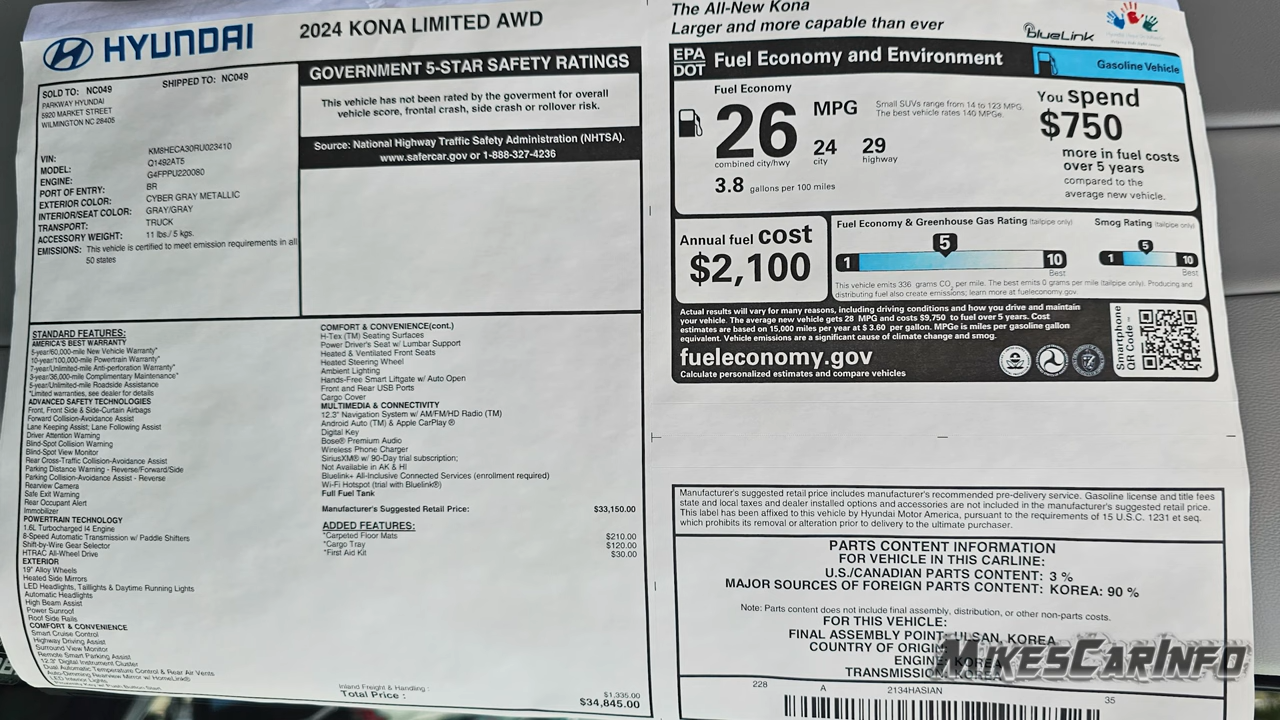 HYUNDAI
2024 KONA LIMITED AWD
SOLD TO: NC049
SHIPPED TO: NC049
PARKWAY HYUNDAI
5920 MARKET STREET
WILMINGTON NC 28405
VIN: KM8HECA30RU023410
MODEL: Q1492AT5
ENGINE: G4FPPU220080
PORT OF ENTRY: BR
EXTERIOR COLOR: CYBER GRAY METALLIC
INTERIOR/SEAT COLOR: GRAY/GRAY
TRANSPORT: TRUCK
ACCESSORY WEIGHT: 11 lbs./ 5 kgs.
EMISSIONS: This vehicle is certified to meet emission requirements in all
50 states
GOVERNMENT 5-STAR SAFETY RATINGS
This vehicle has not been rated by the goverment for overall
vehicle score, frontal crash, side crash or rollover risk.
Source: National Highway Traffic Safety Administration (NHTSA).
www.safercar.gov or 1-888-327-4236
STANDARD FEATURES:
AMERICA'S BEST WARRANTY
5-year/60,000-mile New Vehicle Warranty*
10-year/100,000-mile Powertrain Warranty*
7-year/Unlimited-mile Anti-perforation Warranty*
3-year/36,000-mile Complimentary Maintenance*
5-year/Unlimited-mile Roadside Assistance
*Limited warranties, see dealer for details
ADVANCED SAFETY TECHNOLOGIES
Front, Front Side & Side-Curtain Airbags
Forward Collision-Avoidance Assist
Lane Keeping Assist; Lane Following Assist
Driver Attention Warning
Blind-Spot Collision Warning
Blind-Spot View Monitor
Rear Cross-Traffic Collision-Avoidance Assist
Parking Distance Warning - Reverse/Forward/Side
Parking Collision-Avoidance Assist - Reverse
Rearview Camera
Safe Exit Warning
Rear Occupant Alert
Immobilizer
POWERTRAIN TECHNOLOGY
1.6L Turbocharged I4 Engine
8-Speed Automatic Transmission w/ Paddle Shifters
Shift-by-Wire Gear Selector
HTRAC All-Wheel Drive
EXTERIOR
19" Alloy Wheels
Heated Side Mirrors
LED Headlights, Taillights & Daytime Running Lights
Automatic Headlights
High Beam Assist
Power Sunroof
Roof Side Rails
COMFORT & CONVENIENCE
Smart Cruise Control
Highway Driving Assist
Surround View Monitor
Remote Smart Parking Assist
12.3" Digital Instrument Cluster
Dual Automatic Temperature Control & Rear Air Vents
Auto-Dimming Rearview Mirror w/ HomeLink®
LED Interior Lights
Proximity Key w/ Push Button Start
COMFORT & CONVENIENCE(cont.)
H-Tex (TM) Seating Surfaces
Power Driver's Seat w/ Lumbar Support
Heated & Ventilated Front Seats
Heated Steering Wheel
Ambient Lighting
Hands-Free Smart Liftgate w/ Auto Open
Front and Rear USB Ports
Cargo Cover
MULTIMEDIA & CONNECTIVITY
12.3" Navigation System w/ AM/FM/HD Radio (TM)
Android Auto (TM) & Apple CarPlay ®
Digital Key
Bose® Premium Audio
Wireless Phone Charger
SiriusXM® w/ 90-Day trial subscription;
Not Available in AK & HI
Bluelink+ All-Inclusive Connected Services (enrollment required)
Wi-Fi Hotspot (trial with Bluelink®)
Full Fuel Tank
Manufacturer's Suggested Retail Price: $33,150.00
ADDED FEATURES:
*Carpeted Floor Mats $210.00
*Cargo Tray $120.00
*First Aid Kit $30.00
Inland Freight & Handling : $1,335.00
Total Price : $34,845.00
The All-New Kona
Larger and more capable than ever
blueLink
EPA
DOT
Fuel Economy and Environment
Gasoline Vehicle
Fuel Economy
26 MPG
combined city/hwy
24 city
29 highway
3.8 gallons per 100 miles
Small SUVs range from 14 to 123 MPG.
The best vehicle rates 140 MPGe.
You spend
$750
more in fuel costs
over 5 years
compared to the
average new vehicle.
Annual fuel cost
$2,100
Fuel Economy & Greenhouse Gas Rating (tailpipe only)
5
1 10
Best
Smog Rating (tailpipe only)
5
1 10
Best
This vehicle emits 336 grams CO2 per mile. The best emits 0 grams per mile (tailpipe only). Producing and
distributing fuel also create emissions; learn more at fueleconomy.gov.
Actual results will vary for many reasons, including driving conditions and how you drive and maintain
your vehicle. The average new vehicle gets 28 MPG and costs $9,750 to fuel over 5 years. Cost
estimates are based on 15,000 miles per year at $ 3.60 per gallon. MPGe is miles per gasoline gallon
equivalent. Vehicle emissions are a significant cause of climate change and smog.
fueleconomy.gov
Calculate personalized estimates and compare vehicles
Smartphone
QR Code
Manufacturer's suggested retail price includes manufacturer's recommended pre-delivery service. Gasoline license and title fees
state and local taxes and dealer installed options and accessories are not included in the manufacturer's suggested retail price.
This label has been affixed to this vehicle by Hyundai Motor America, pursuant to the requirements of 15 U.S.C. 1231 et seq.
which prohibits its removal or alteration prior to delivery to the ultimate purchaser.
PARTS CONTENT INFORMATION
FOR VEHICLE IN THIS CARLINE:
U.S./CANADIAN PARTS CONTENT: 3 %
MAJOR SOURCES OF FOREIGN PARTS CONTENT: KOREA: 90 %
Note: Parts content does not include final assembly, distribution, or other non-parts costs.
FOR THIS VEHICLE:
FINAL ASSEMBLY POINT: ULSAN, KOREA
COUNTRY OF ORIGIN
ENGINE: KOREA
TRANSMISSION: KOREA
MIKESCARINFO
228 A 2134HASIAN 35